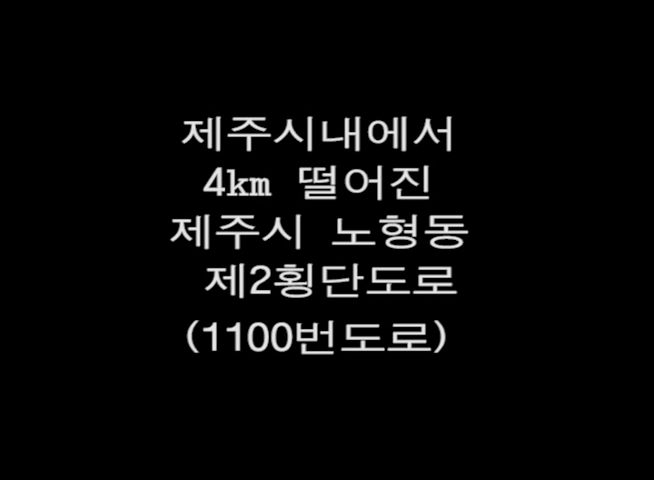 제주시내에서
4km 떨어진
제주시 노형동
제2횡단도로
(1100번도로)